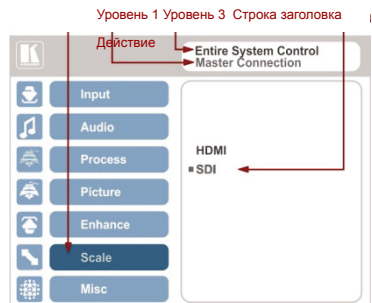 Уровень 1 Уровень 3 Строка заголовка
Действие
Entire System Control
Master Connection
Input
Audio
Process
Picture
Enhance
Scale
Misc
HDMI
SDI